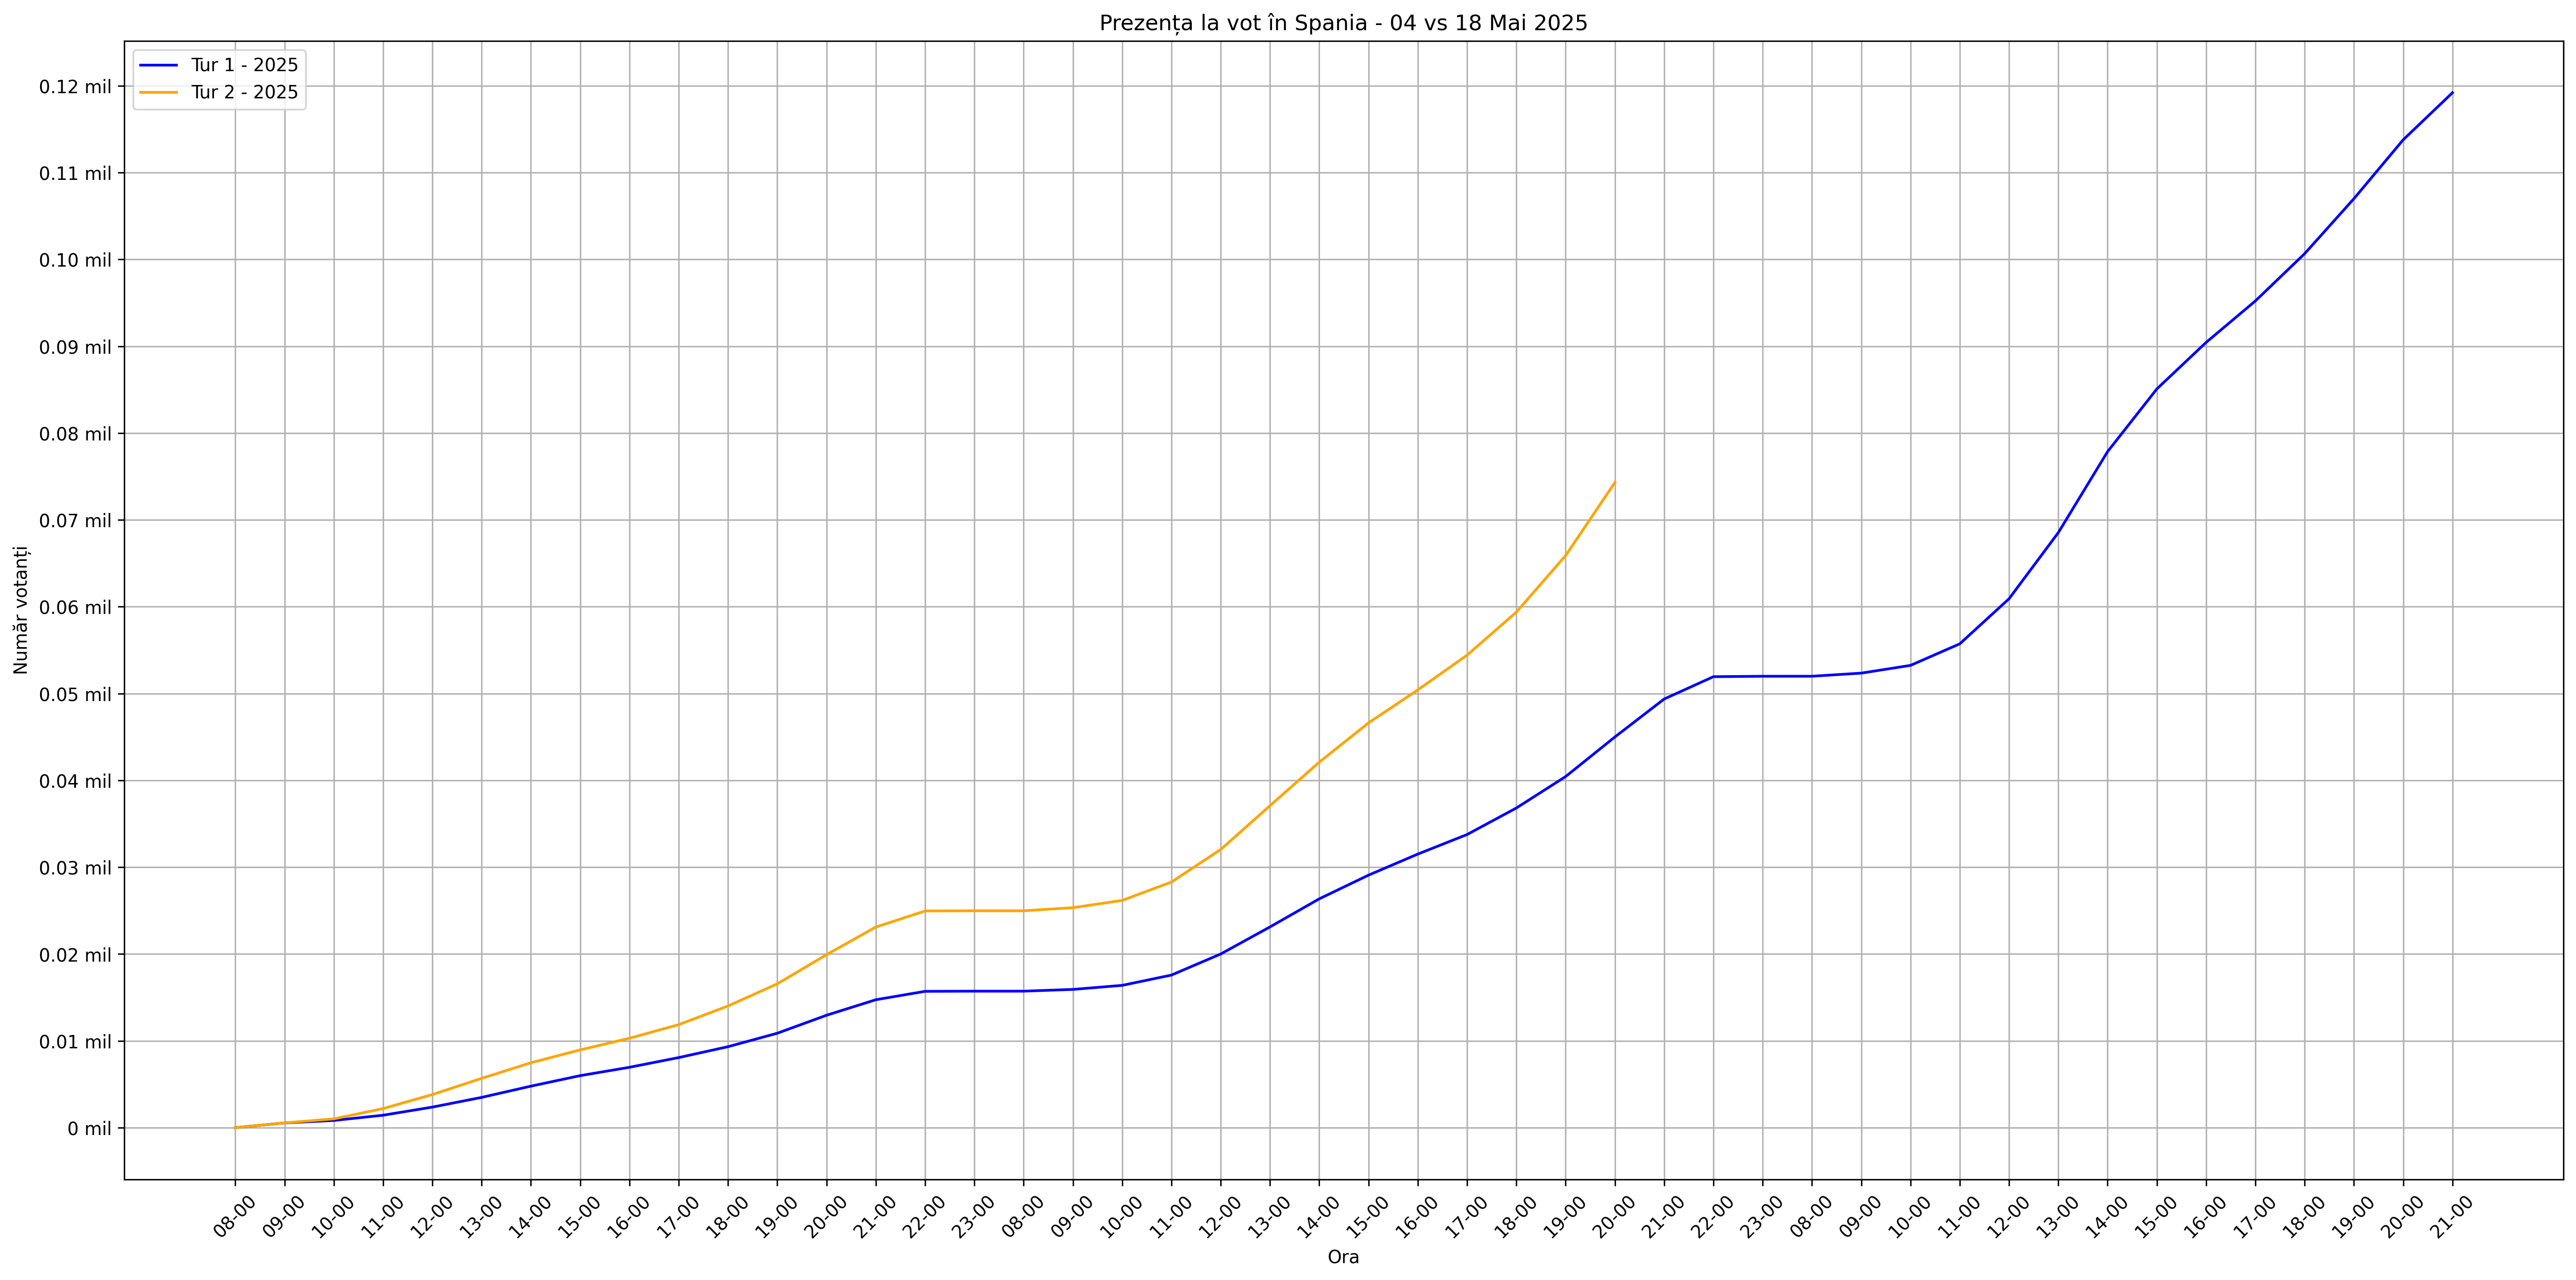 Prezența la vot în Spania - 04 vs 18 Mai 2025
Tur 1 - 2025
Tur 2 - 2025
0.12 mil
0.11 mil
0.10 mil
0.09 mil
0.08 mil
0.07 mil
0.06 mil
0.05 mil
0.04 mil
0.03 mil
0.02 mil
0.01 mil
0 mil
Număr votanți
08-00 09-00 10-00 11-00 12-00 13-00 14-00 15-00 16-00 17-00 18-00 19-00 20-00 21-00 22-00 23-00 08-00 09-00 10-00 11-00 12-00 13-00 14-00 15-00 16-00 17-00 18-00 19-00 20-00 21-00 22-00 23-00 08-00 09-00 10-00 11-00 12-00 13-00 14-00 15-00 16-00 17-00 18-00 19-00 20-00 21-00
Ora